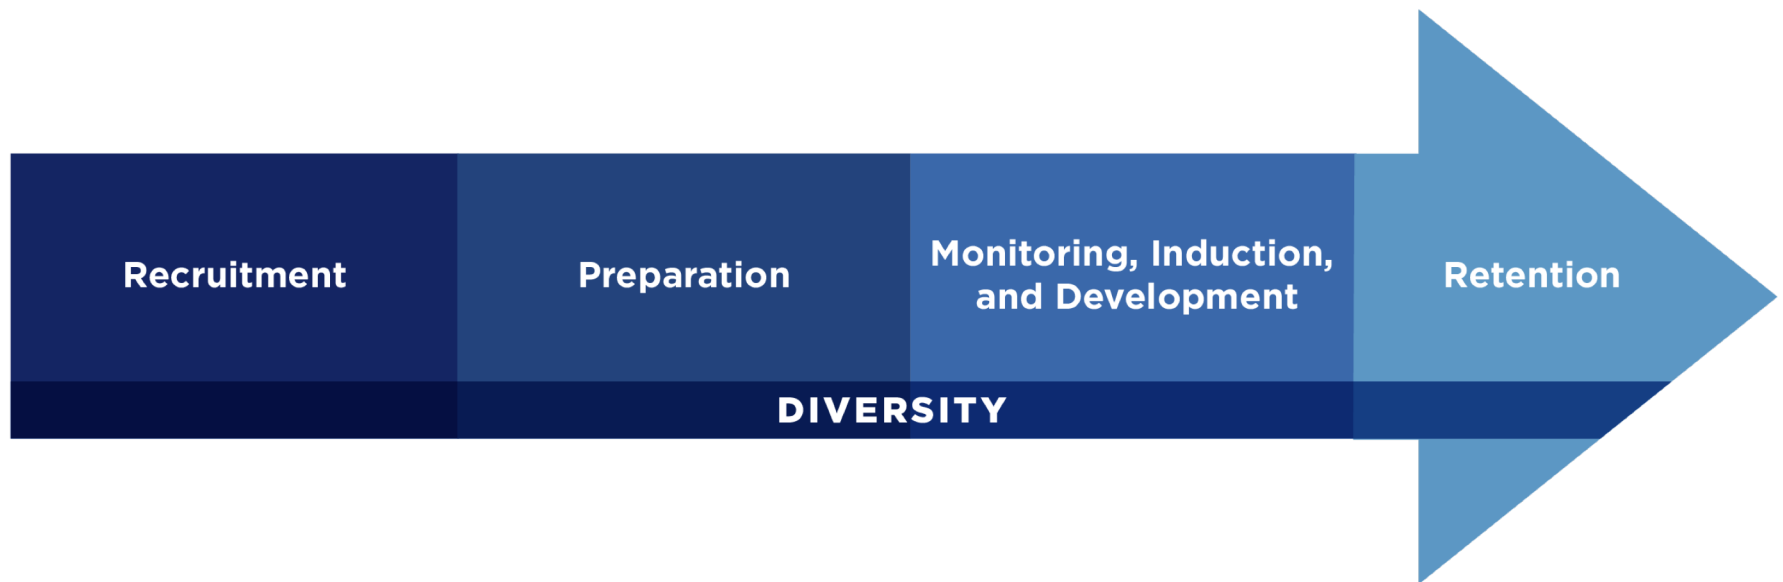 Recruitment
Preparation
Monitoring, Induction,
and Development
Retention
DIVERSITY